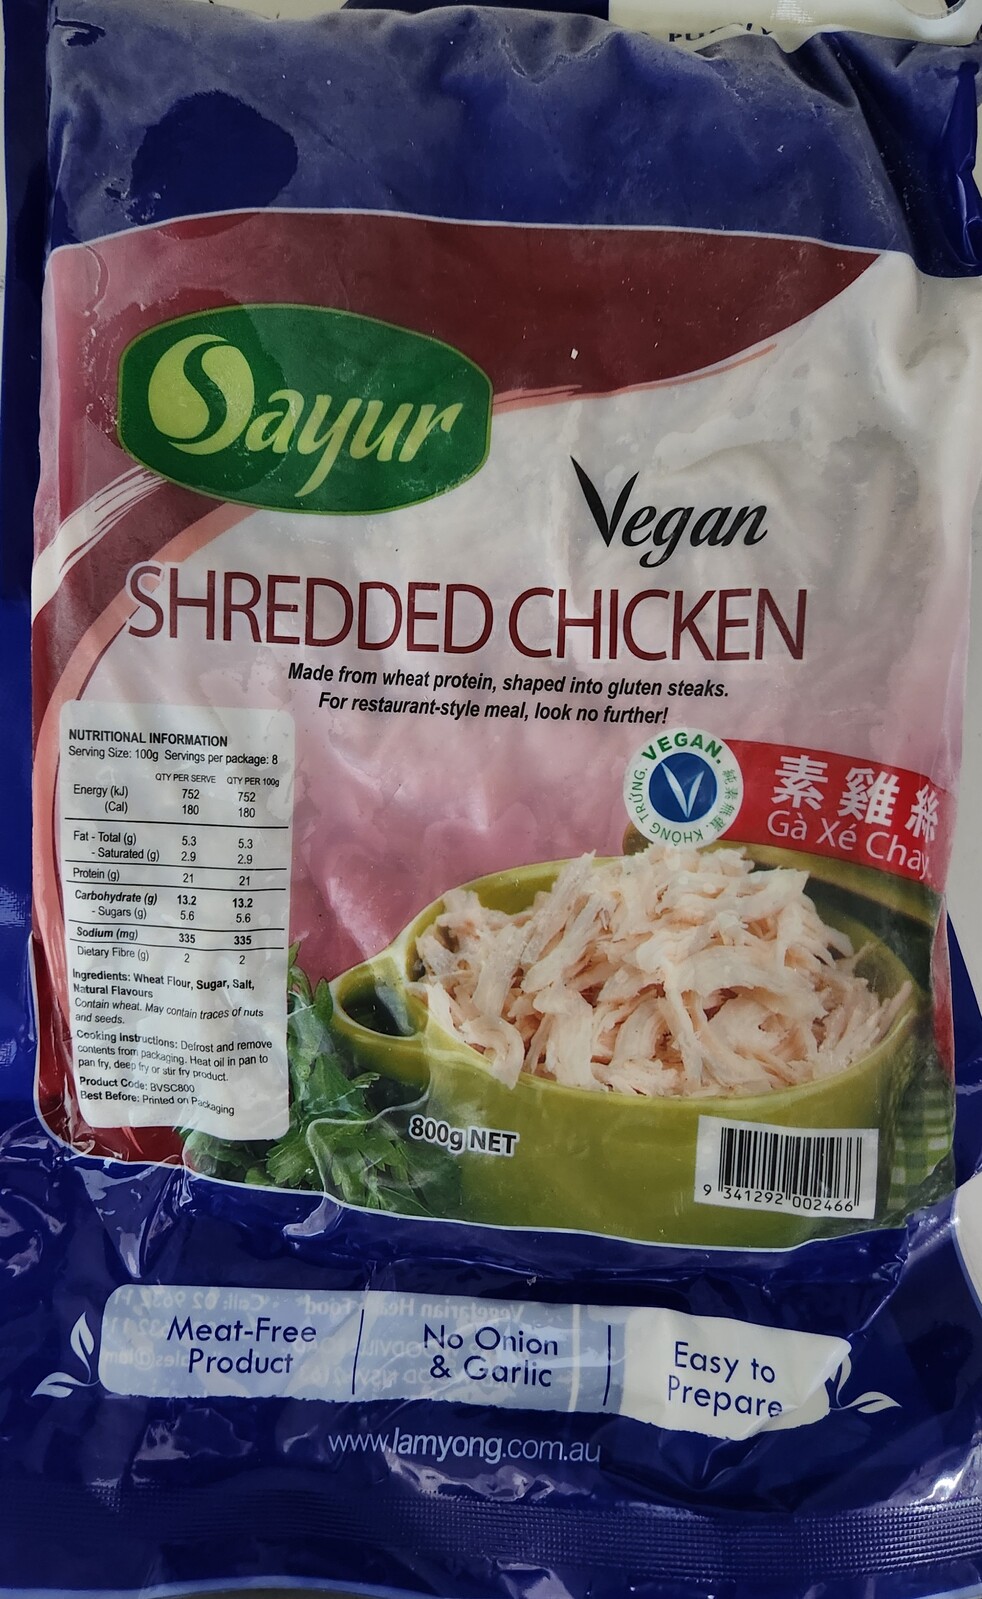 Sayur
Vegan
SHREDDED CHICKEN
Made from wheat protein, shaped into gluten steaks.
For restaurant-style meal, look no further!
NUTRITIONAL INFORMATION
Serving Size: 100g Servings per package: 8
QTY PER SERVE QTY PER 100g
Energy (kJ) 752 752
(Cal) 180 180
Fat - Total (g) 5.3 5.3
- Saturated (g) 2.9 2.9
Protein (g) 21 21
Carbohydrate (g) 13.2 13.2
- Sugars (g) 5.6 5.6
Sodium (mg) 335 335
Dietary Fibre (g) 2 2
Ingredients: Wheat Flour, Sugar, Salt,
Natural Flavours
Contain wheat. May contain traces of nuts
and seeds.
Cooking Instructions: Defrost and remove
contents from packaging. Heat oil in pan to
pan fry, deep fry or stir fry product.
Product Code: BVSC800
Best Before: Printed on Packaging
VEGAN. 純素無蛋. KHÔNG TRỨNG.
素雞絲
Gà Xé Chay
800g NET
9 341292 002466
Meat-Free
Product
No Onion
& Garlic
Easy to
Prepare
www.lamyong.com.au